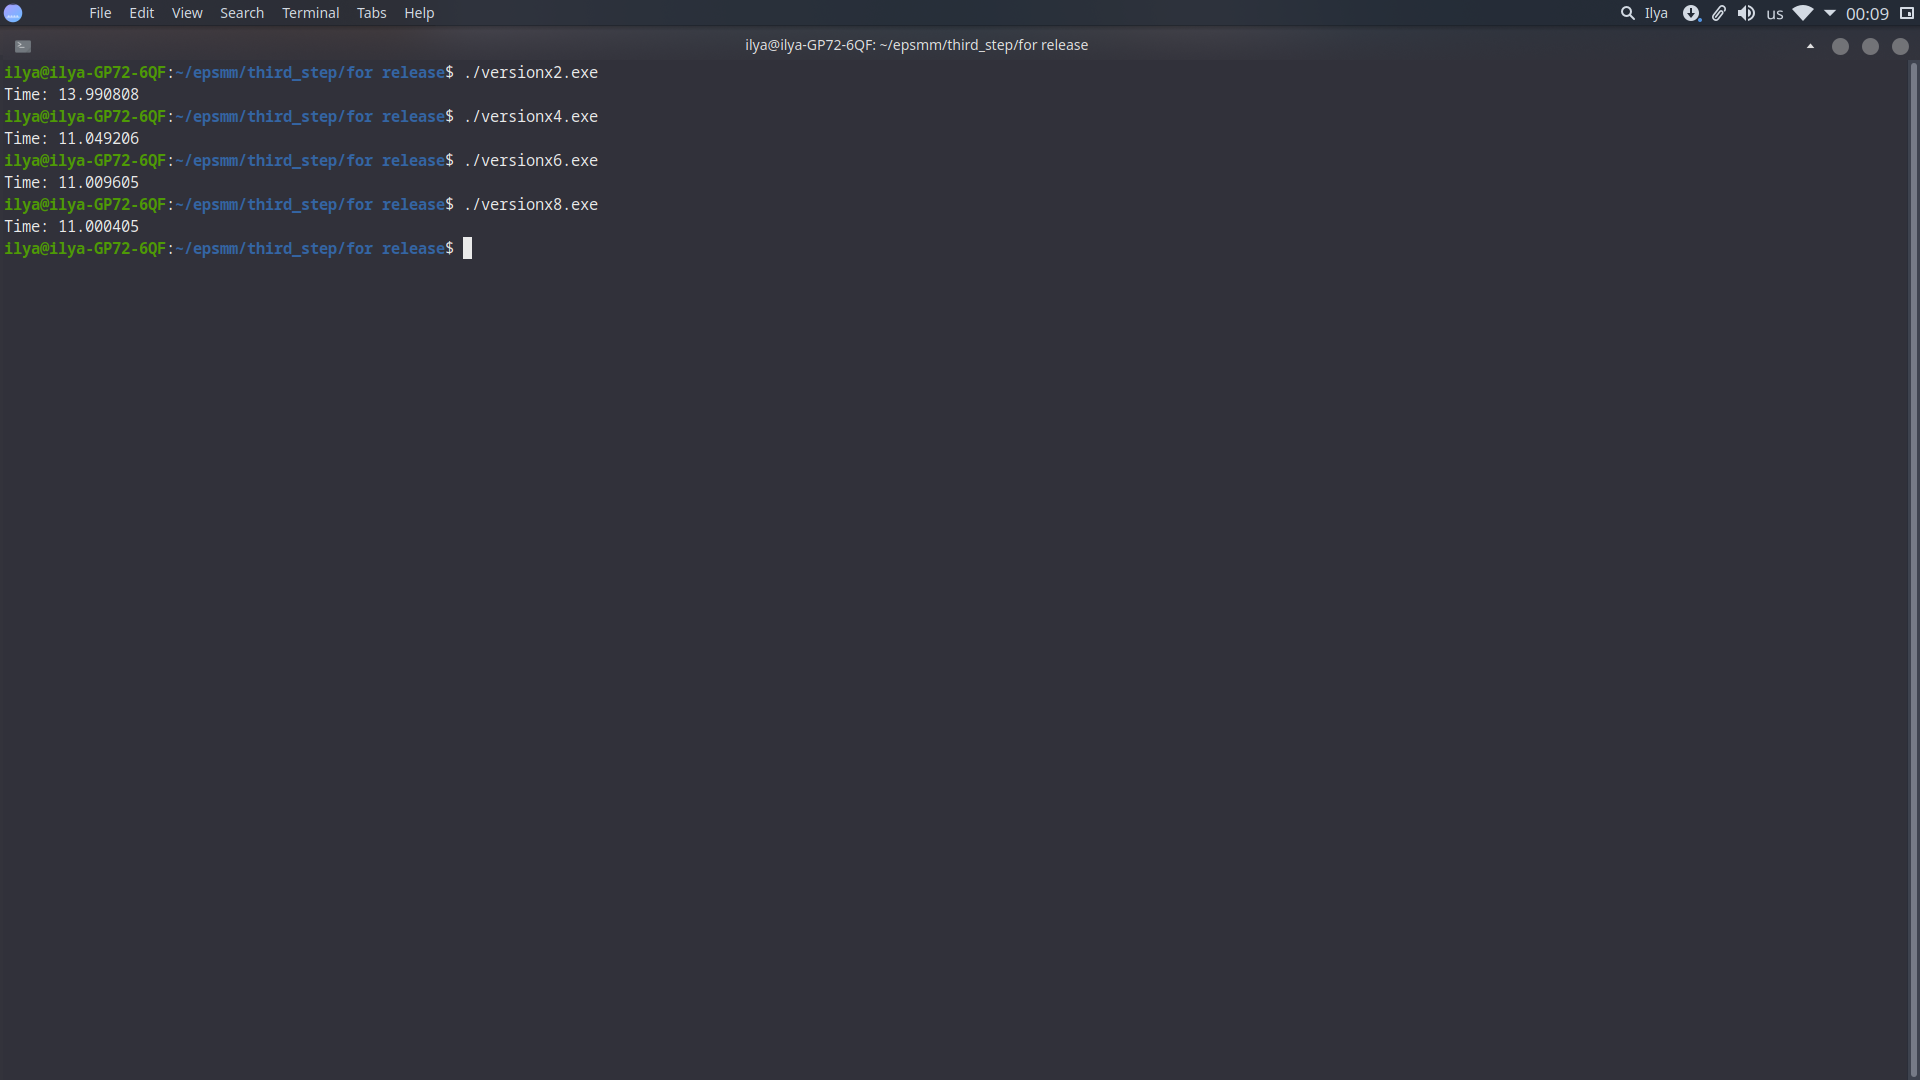 File Edit View Search Terminal Tabs Help Ilya us 00:09
ilya@ilya-GP72-6QF: ~/epsmm/third_step/for release
ilya@ilya-GP72-6QF:~/epsmm/third_step/for release$ ./versionx2.exe
Time: 13.990808
ilya@ilya-GP72-6QF:~/epsmm/third_step/for release$ ./versionx4.exe
Time: 11.049206
ilya@ilya-GP72-6QF:~/epsmm/third_step/for release$ ./versionx6.exe
Time: 11.009605
ilya@ilya-GP72-6QF:~/epsmm/third_step/for release$ ./versionx8.exe
Time: 11.000405
ilya@ilya-GP72-6QF:~/epsmm/third_step/for release$